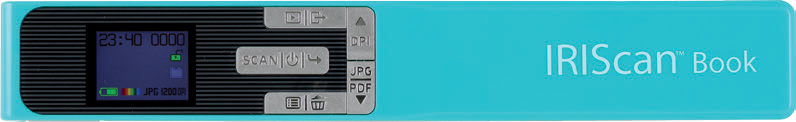 23:40 0000
JPG 1200 DPI
SCAN
DPI
JPG
PDF
IRIScan™ Book